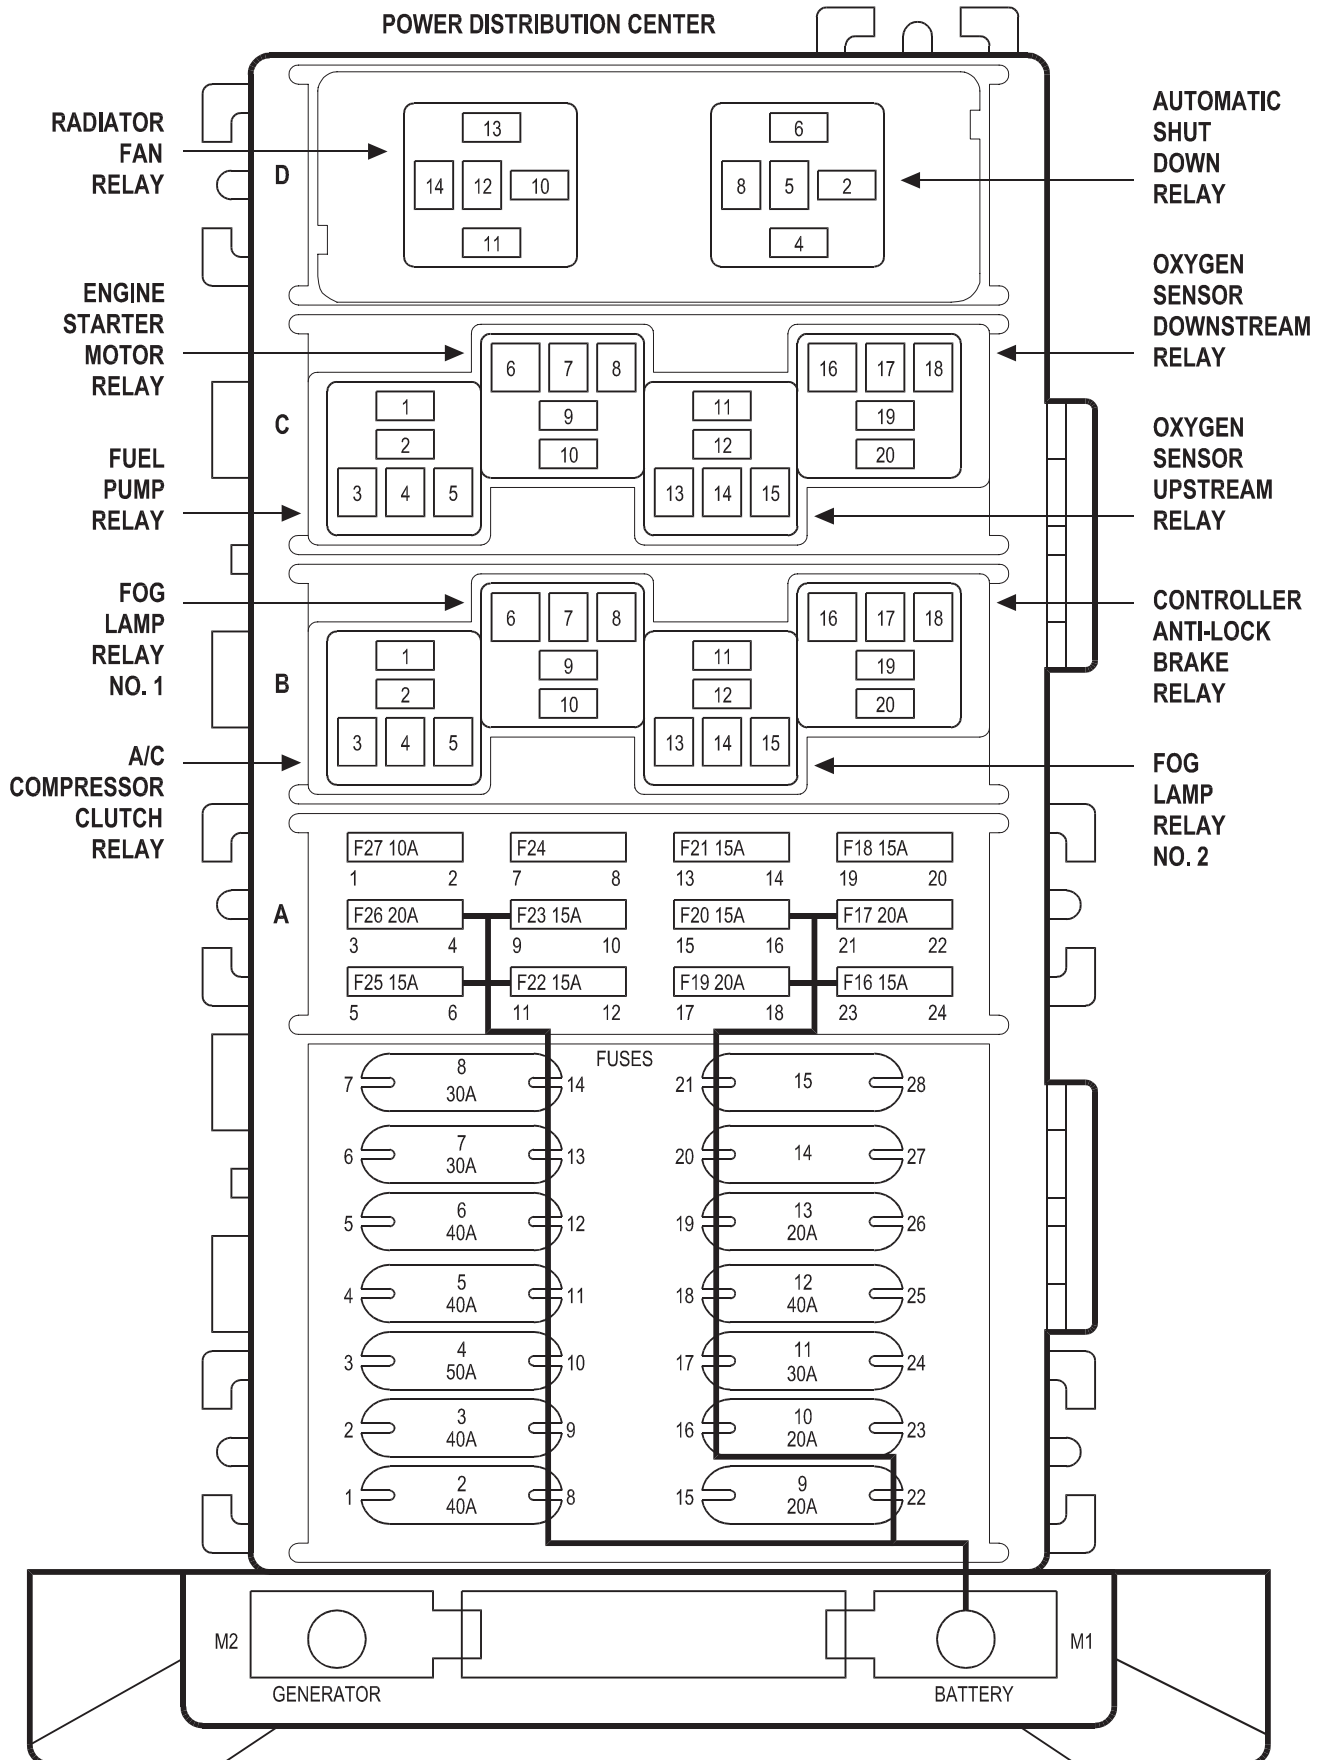 POWER DISTRIBUTION CENTER
RADIATOR
FAN
RELAY
AUTOMATIC
SHUT
DOWN
RELAY
D
13
14 12 10
11
6
8 5 2
4
ENGINE
STARTER
MOTOR
RELAY
OXYGEN
SENSOR
DOWNSTREAM
RELAY
FUEL
PUMP
RELAY
OXYGEN
SENSOR
UPSTREAM
RELAY
C
1
2
3 4 5
6 7 8
9
10
11
12
13 14 15
16 17 18
19
20
FOG
LAMP
RELAY
NO. 1
CONTROLLER
ANTI-LOCK
BRAKE
RELAY
A/C
COMPRESSOR
CLUTCH
RELAY
FOG
LAMP
RELAY
NO. 2
B
1
2
3 4 5
6 7 8
9
10
11
12
13 14 15
16 17 18
19
20
A
F27 10A F24 F21 15A F18 15A
1 2 7 8 13 14 19 20
F26 20A F23 15A F20 15A F17 20A
3 4 9 10 15 16 21 22
F25 15A F22 15A F19 20A F16 15A
5 6 11 12 17 18 23 24
FUSES
7 8 14 21 15 28
30A
6 7 13 20 14 27
30A
5 6 12 19 13 26
40A 20A
4 5 11 18 12 25
40A 40A
3 4 10 17 11 24
50A 30A
2 3 9 16 10 23
40A 20A
1 2 8 15 9 22
40A 20A
M2 M1
GENERATOR BATTERY